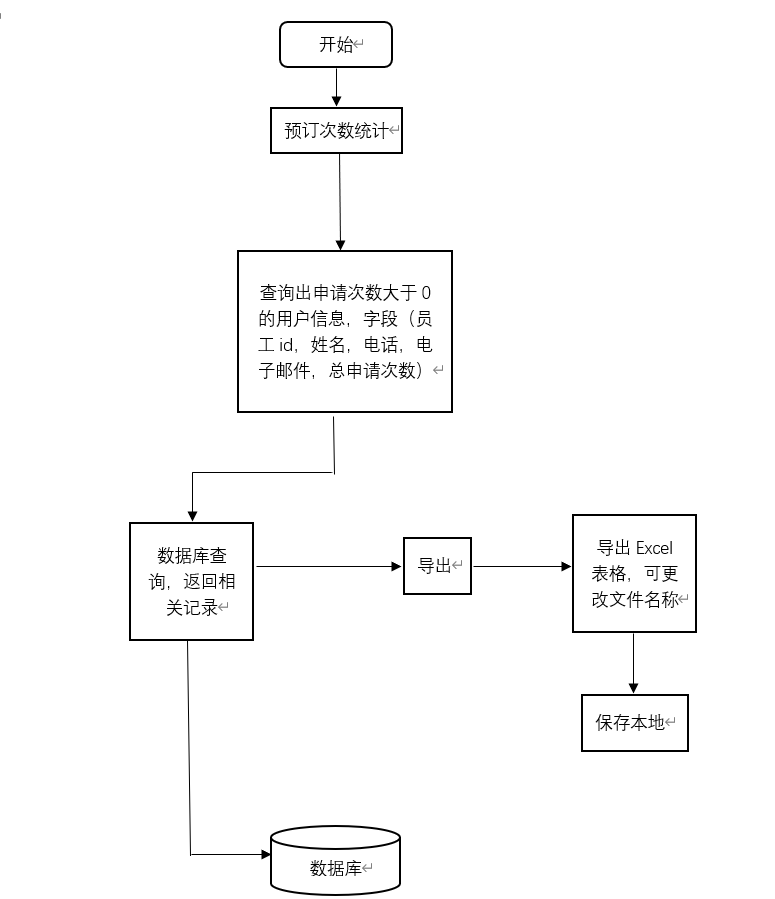 开始
预订次数统计
查询出申请次数大于 0
的用户信息，字段（员
工 id，姓名，电话，电
子邮件，总申请次数）
数据库查
询，返回相
关记录
导出
导出 Excel
表格，可更
改文件名称
保存本地
数据库